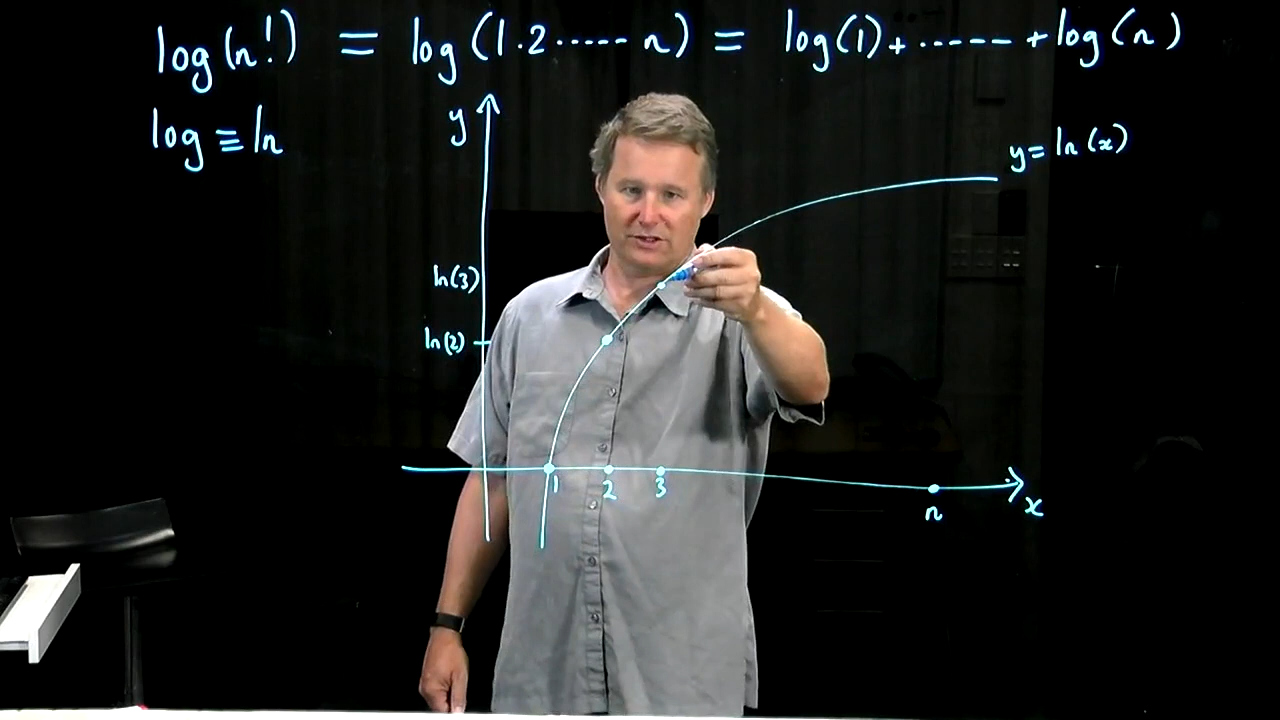 log(n!) = log(1·2·····n) = log(1)+······+log(n)
log ≡ ln
y
y = ln(x)
ln(3)
ln(2)
1 2 3 n
x